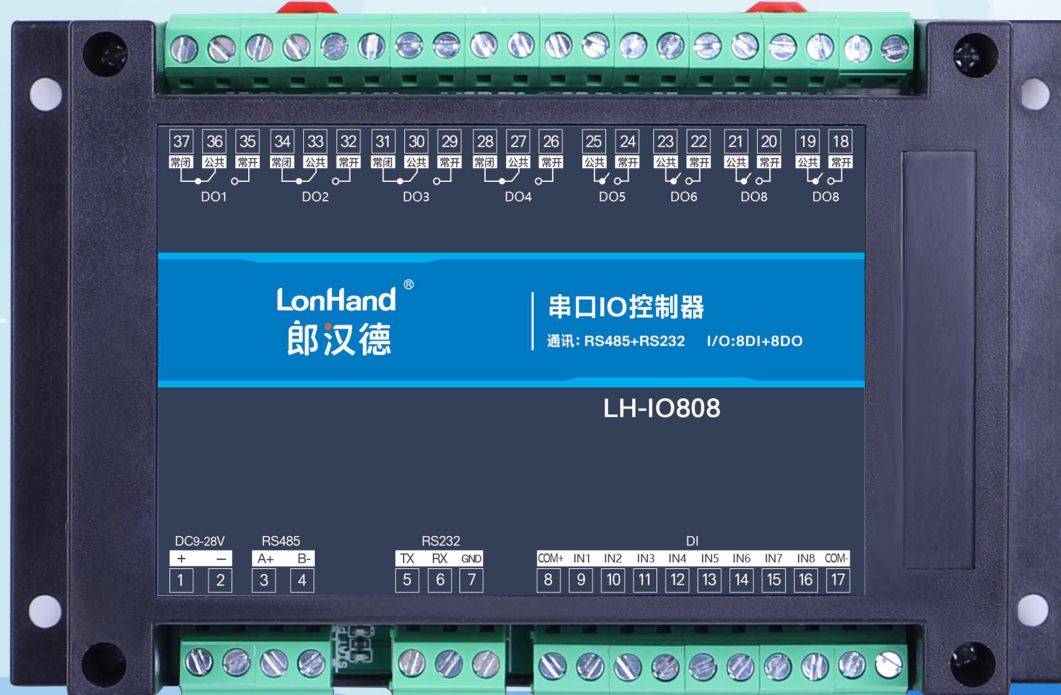 37 36 35 34 33 32 31 30 29 28 27 26 25 24 23 22 21 20 19 18
常闭 公共 常开 常闭 公共 常开 常闭 公共 常开 常闭 公共 常开 公共 常开 公共 常开 公共 常开 公共 常开
DO1 DO2 DO3 DO4 DO5 DO6 DO8 DO8
LonHand®
郎汉德
串口IO控制器
通讯:RS485+RS232 I/O:8DI+8DO
LH-IO808
DC9-28V RS485 RS232 DI
+ − A+ B- TX RX GND COM+ IN1 IN2 IN3 IN4 IN5 IN6 IN7 IN8 COM-
1 2 3 4 5 6 7 8 9 10 11 12 13 14 15 16 17